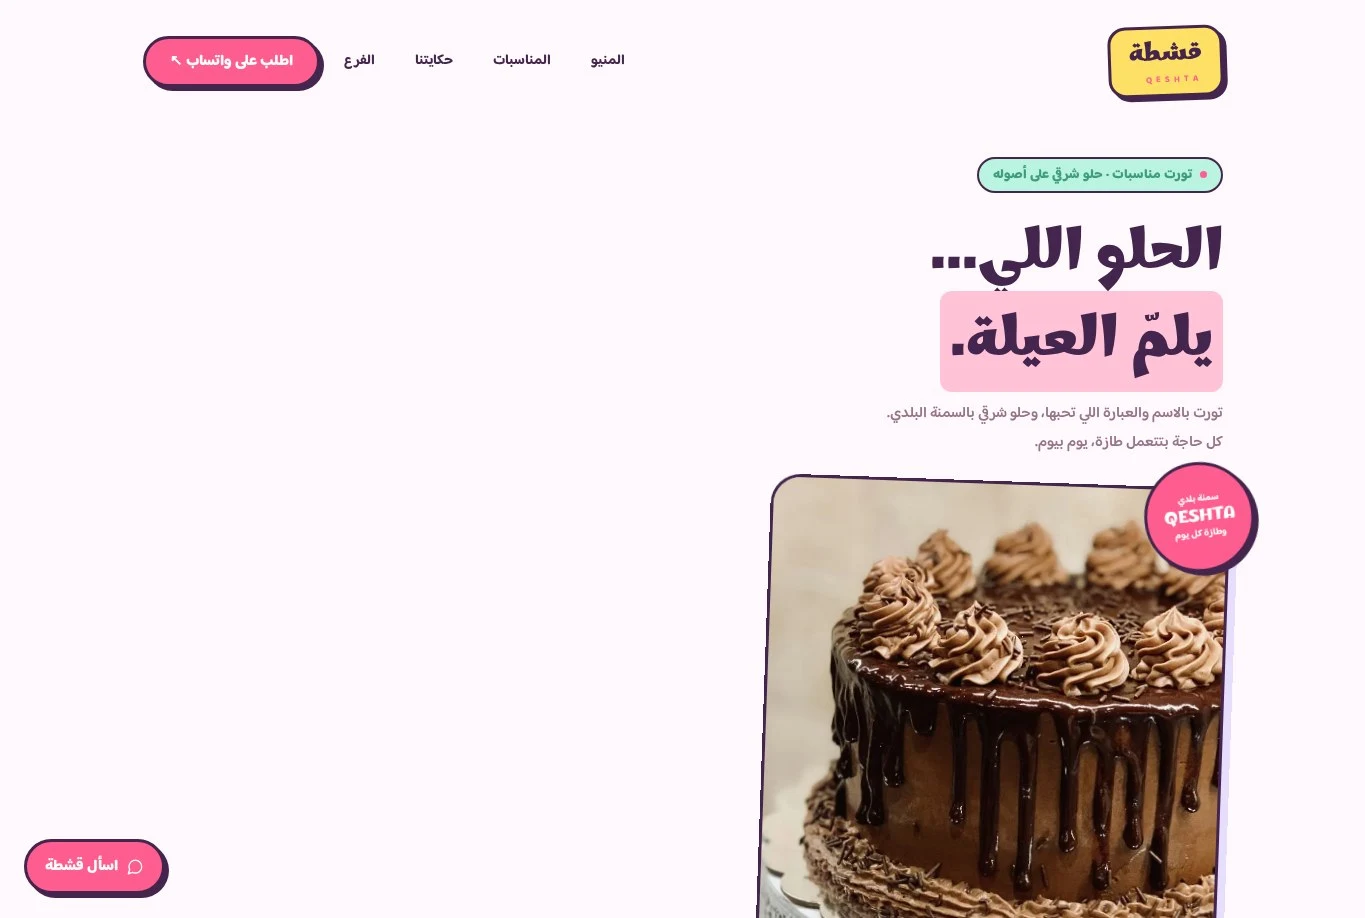 قشطة
QESHTA
المنيو
المناسبات
حكايتنا
الفرع
اطلب على واتساب ↖
تورت مناسبات · حلو شرقي على أصوله
الحلو اللي...
يلمّ العيلة.
تورت بالاسم والعبارة اللي تحبها، وحلو شرقي بالسمنة البلدي.
كل حاجة بتتعمل طازة، يوم بيوم.
سمنة بلدي
QESHTA
وطازة كل يوم
اسأل قشطة